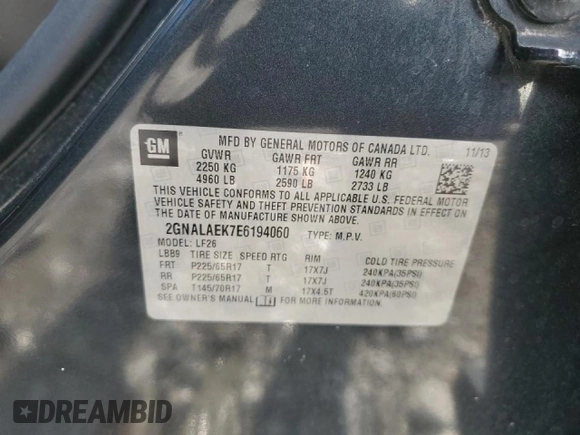 GM
MFD BY GENERAL MOTORS OF CANADA LTD. 11/13
GVWR GAWR FRT GAWR RR
2250 KG 1175 KG 1240 KG
4960 LB 2590 LB 2733 LB
THIS VEHICLE CONFORMS TO ALL APPLICABLE U.S. FEDERAL MOTOR
VEHICLE SAFETY AND THEFT PREVENTION STANDARDS IN EFFECT ON
THE DATE OF MANUFACTURE SHOWN ABOVE.
2GNALAEK7E6194060 TYPE: M.P.V.
MODEL: LF26
LBB9 TIRE SIZE SPEED RTG RIM COLD TIRE PRESSURE
FRT P225/65R17 T 17X7J 240KPA(35PSI)
RR P225/65R17 T 17X7J 240KPA(35PSI)
SPA T145/70R17 M 17X4.5T 420KPA(60PSI)
SEE OWNER'S MANUAL FOR MORE INFORMATION.
DREAMBID